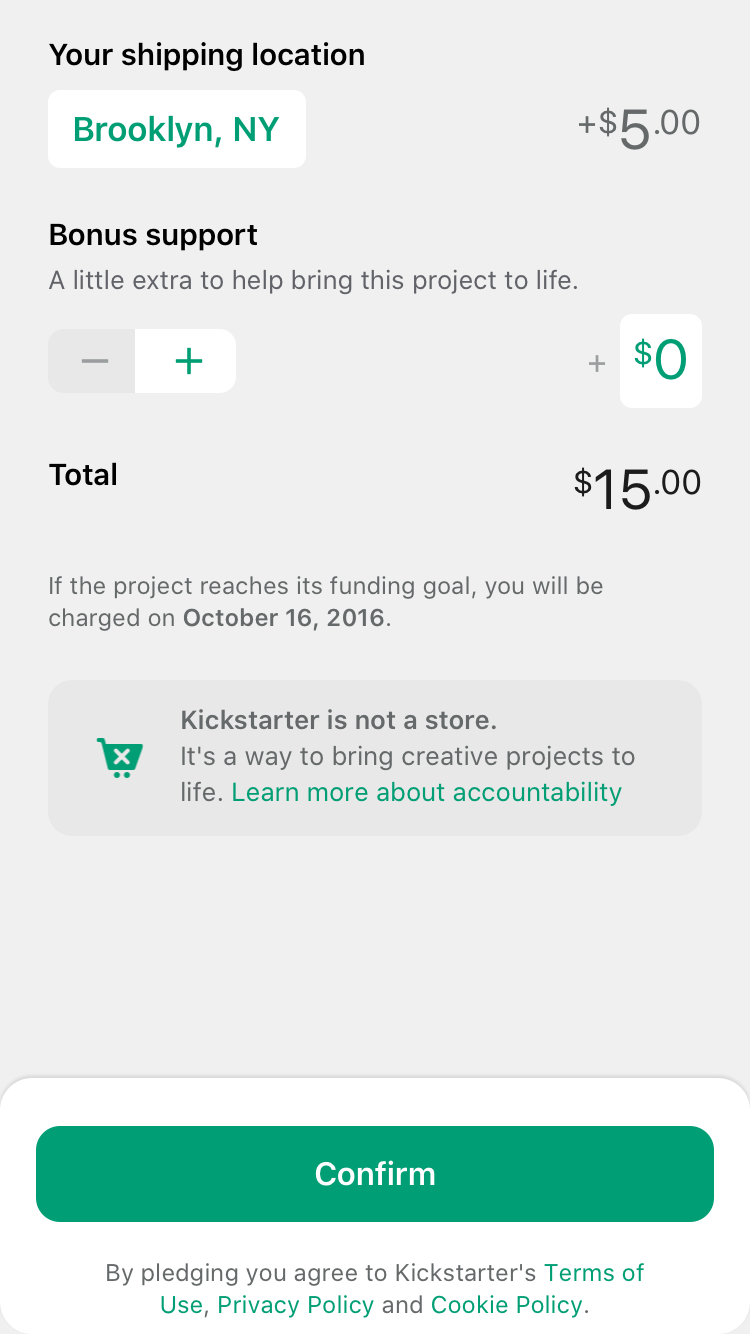 Your shipping location
Brooklyn, NY
+$5.00
Bonus support
A little extra to help bring this project to life.
− +
+ $0
Total
$15.00
If the project reaches its funding goal, you will be
charged on October 16, 2016.
Kickstarter is not a store.
It's a way to bring creative projects to
life. Learn more about accountability
Confirm
By pledging you agree to Kickstarter's Terms of
Use, Privacy Policy and Cookie Policy.